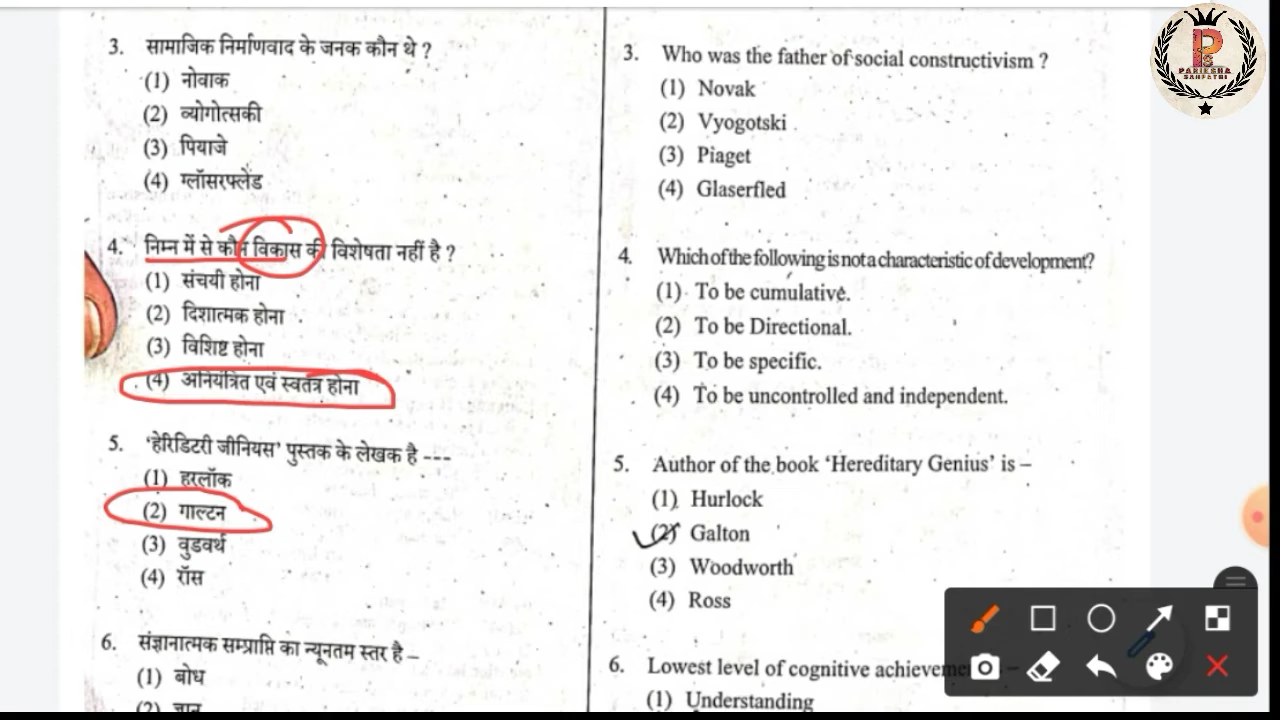 3. सामाजिक निर्माणवाद के जनक कौन थे ?
(1) नोवाक
(2) व्योगोत्सकी
(3) पियाजे
(4) ग्लॉसरफ्लेड
4. निम्न में से कौन विकास की विशेषता नहीं है ?
(1) संचयी होना
(2) दिशात्मक होना
(3) विशिष्ट होना
(4) अनियंत्रित एवं स्वतंत्र होना
5. 'हेरिडिटरी जीनियस' पुस्तक के लेखक है ---
(1) हरलॉक
(2) गाल्टन
(3) वुडवर्थ
(4) रॉस
6. संज्ञानात्मक सम्प्राप्ति का न्यूनतम स्तर है –
(1) बोध
(2) ज्ञान
3. Who was the father of social constructivism ?
(1) Novak
(2) Vyogotski
(3) Piaget
(4) Glaserfled
4. Which of the following is not a characteristic of development?
(1) To be cumulative.
(2) To be Directional.
(3) To be specific.
(4) To be uncontrolled and independent.
5. Author of the book 'Hereditary Genius' is –
(1) Hurlock
(2) Galton
(3) Woodworth
(4) Ross
6. Lowest level of cognitive
(1) Understanding
PARIKSHA
SAMPATHI